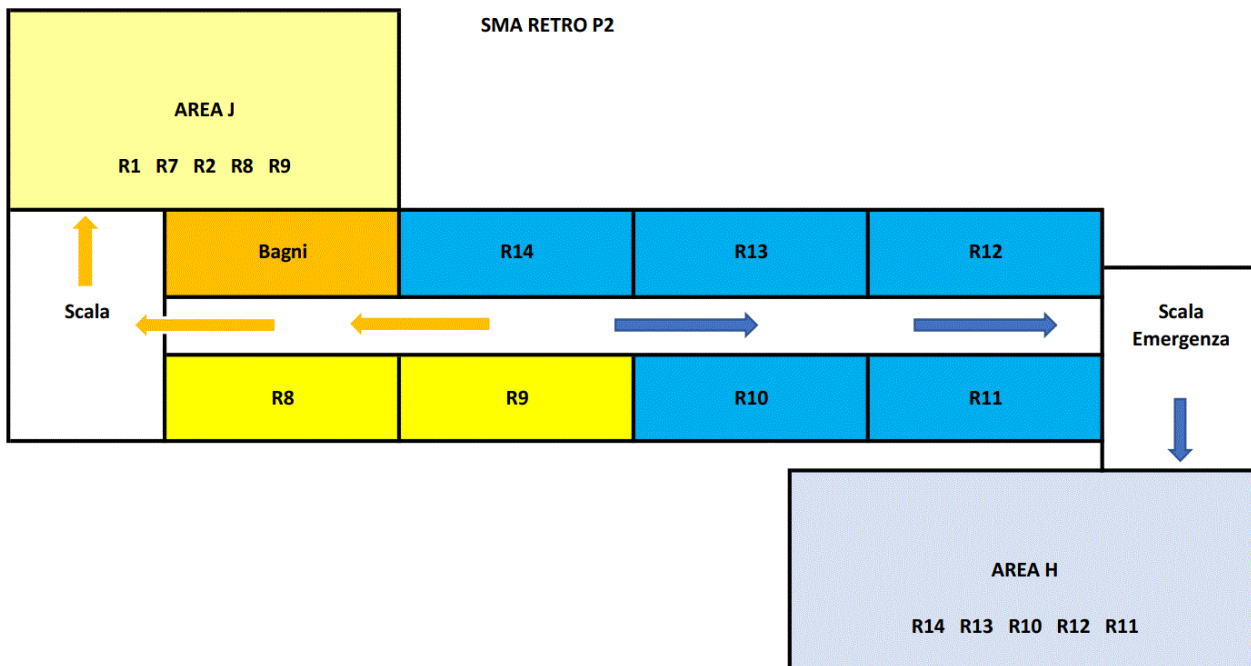 SMA RETRO P2
AREA J
R1 R7 R2 R8 R9
Bagni
R14
R13
R12
Scala
Scala
Emergenza
R8
R9
R10
R11
AREA H
R14 R13 R10 R12 R11